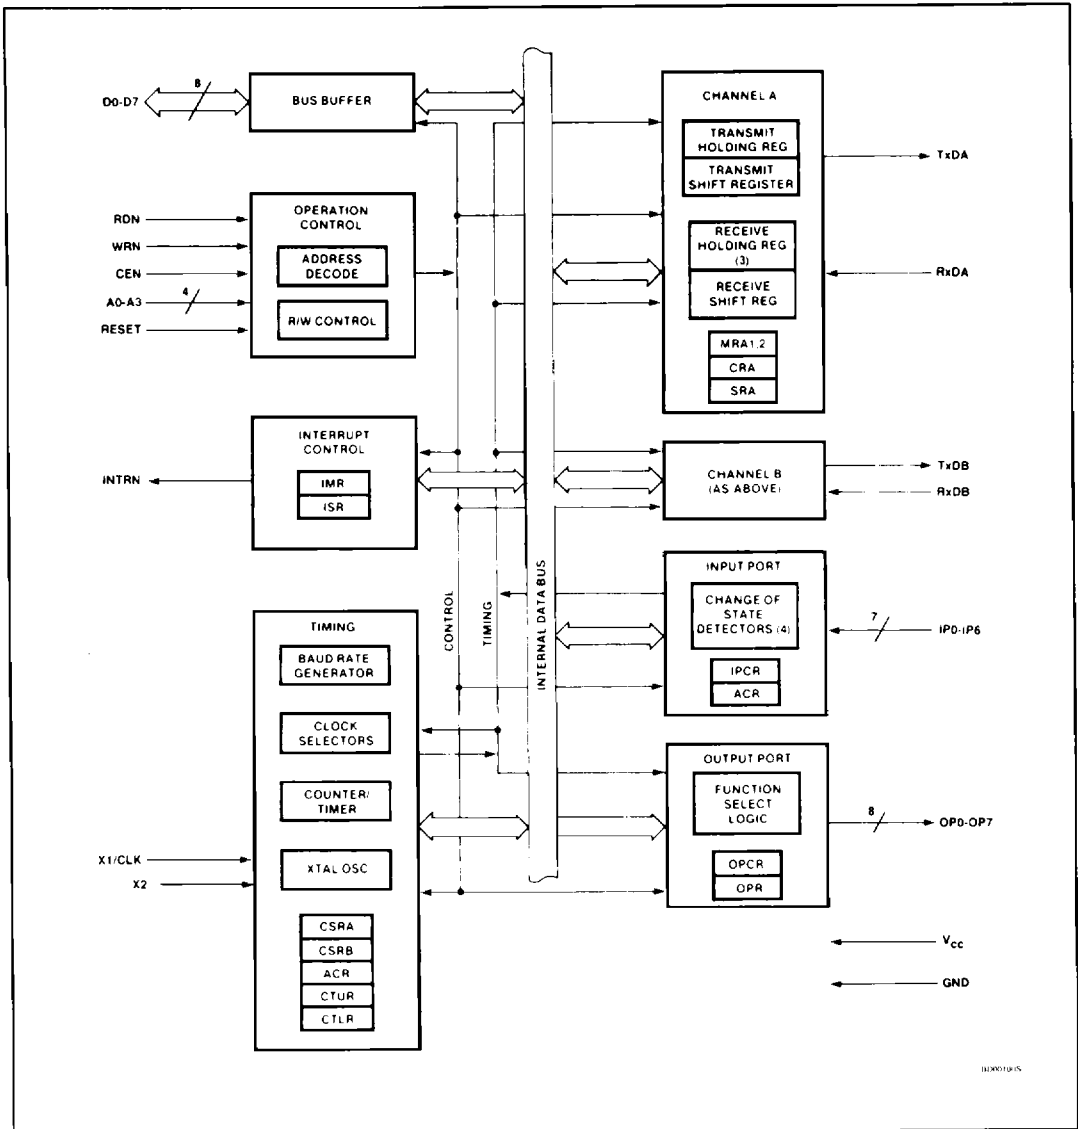 D0-D7
8
BUS BUFFER
RDN
WRN
CEN
A0-A3
4
RESET
OPERATION
CONTROL
ADDRESS
DECODE
R/W CONTROL
INTRN
INTERRUPT
CONTROL
IMR
ISR
TIMING
BAUD RATE
GENERATOR
CLOCK
SELECTORS
COUNTER/
TIMER
X1/CLK
X2
XTAL OSC
CSRA
CSRB
ACR
CTUR
CTLR
CONTROL
TIMING
INTERNAL DATA BUS
CHANNEL A
TRANSMIT
HOLDING REG
TRANSMIT
SHIFT REGISTER
TxDA
RECEIVE
HOLDING REG
(3)
RECEIVE
SHIFT REG
RxDA
MRA1,2
CRA
SRA
CHANNEL B
(AS ABOVE)
TxDB
RxDB
INPUT PORT
CHANGE OF
STATE
DETECTORS (4)
7
IP0-IP6
IPCR
ACR
OUTPUT PORT
FUNCTION
SELECT
LOGIC
8
OP0-OP7
OPCR
OPR
VCC
GND